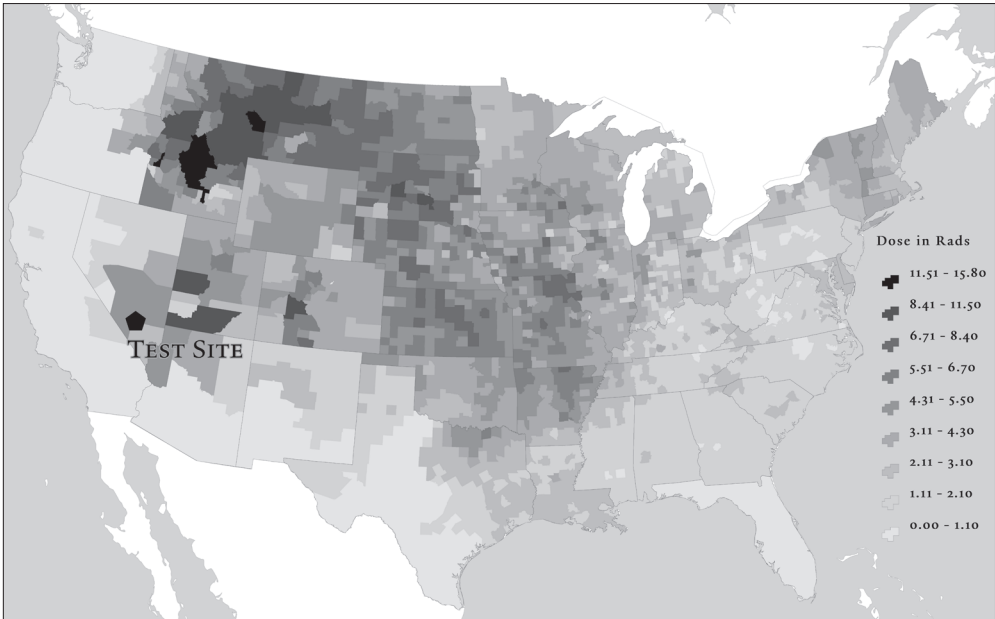 Dose in Rads
11.51 - 15.80
8.41 - 11.50
6.71 - 8.40
5.51 - 6.70
4.31 - 5.50
3.11 - 4.30
2.11 - 3.10
1.11 - 2.10
0.00 - 1.10
Test Site